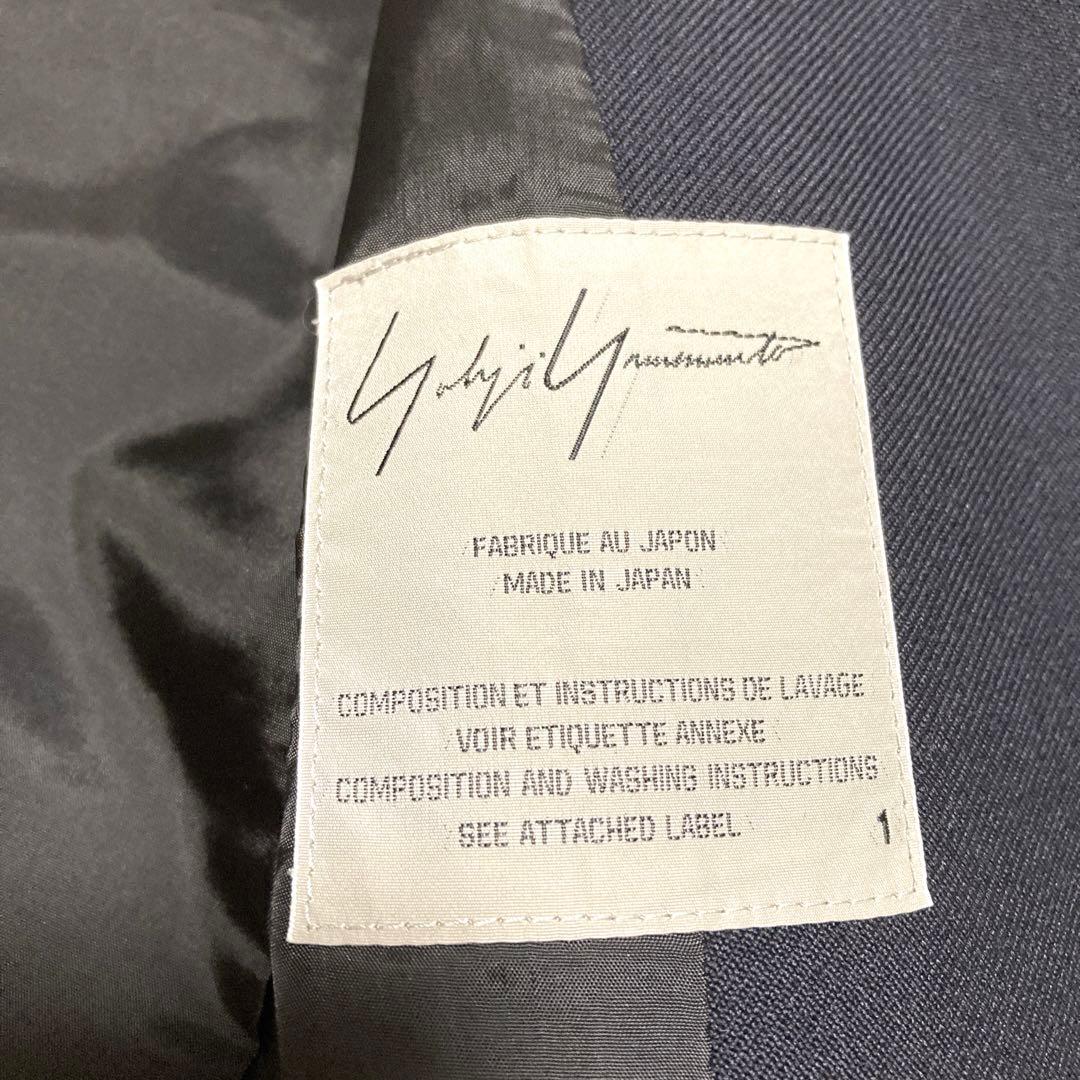 Yohji Yamamoto
FABRIQUE AU JAPON
MADE IN JAPAN
COMPOSITION ET INSTRUCTIONS DE LAVAGE
VOIR ETIQUETTE ANNEXE
COMPOSITION AND WASHING INSTRUCTIONS
SEE ATTACHED LABEL
1